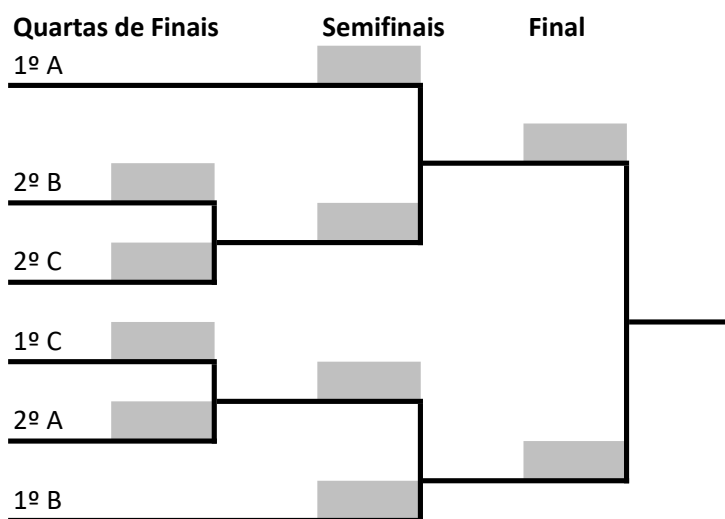 Quartas de Finais Semifinais Final
1º A
2º B
2º C
1º C
2º A
1º B